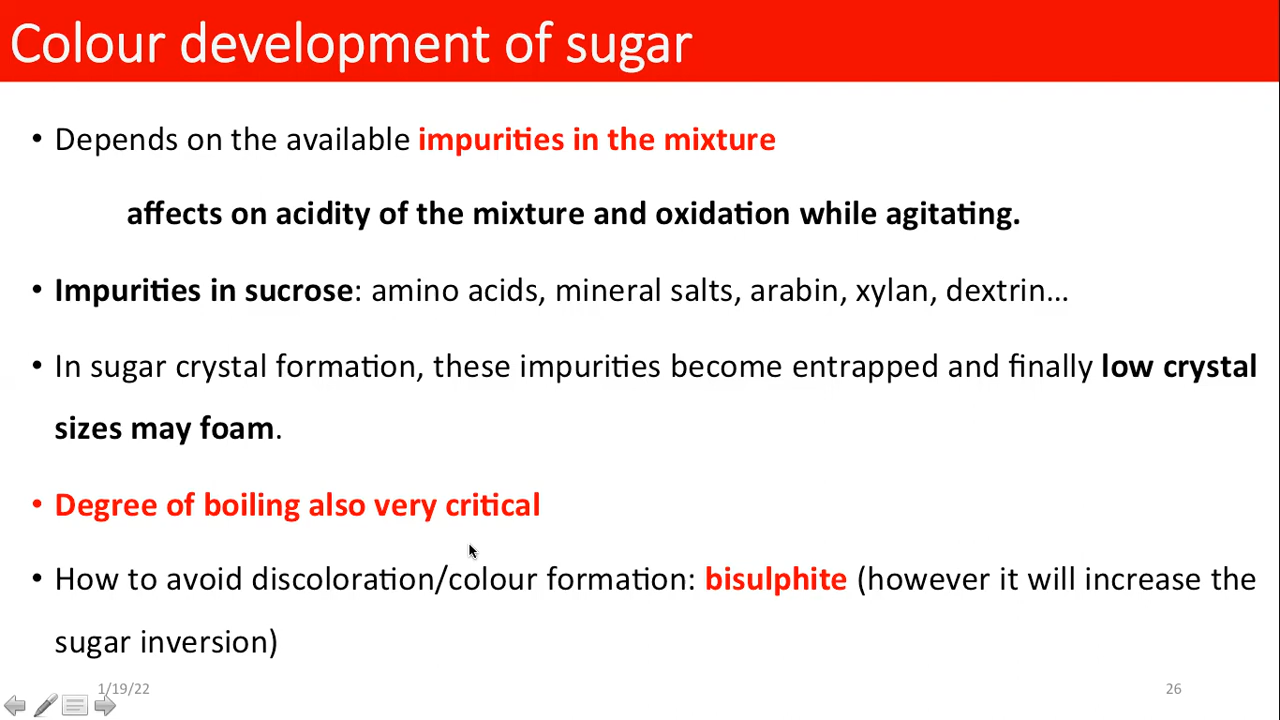 Colour development of sugar
• Depends on the available impurities in the mixture
affects on acidity of the mixture and oxidation while agitating.
• Impurities in sucrose: amino acids, mineral salts, arabin, xylan, dextrin...
• In sugar crystal formation, these impurities become entrapped and finally low crystal
sizes may foam.
• Degree of boiling also very critical
• How to avoid discoloration/colour formation: bisulphite (however it will increase the
sugar inversion)
1/19/22
26